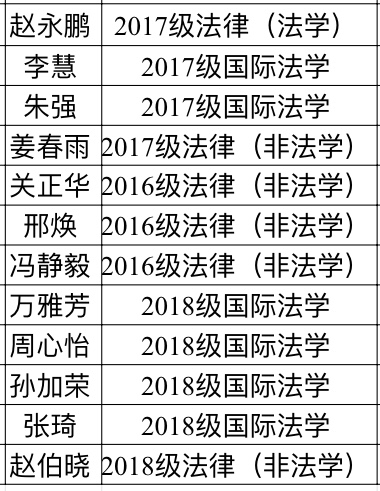 赵永鹏 2017级法律（法学）
李慧 2017级国际法学
朱强 2017级国际法学
姜春雨 2017级法律（非法学）
关正华 2016级法律（非法学）
邢焕 2016级法律（非法学）
冯静毅 2016级法律（非法学）
万雅芳 2018级国际法学
周心怡 2018级国际法学
孙加荣 2018级国际法学
张琦 2018级国际法学
赵伯晓 2018级法律（非法学）